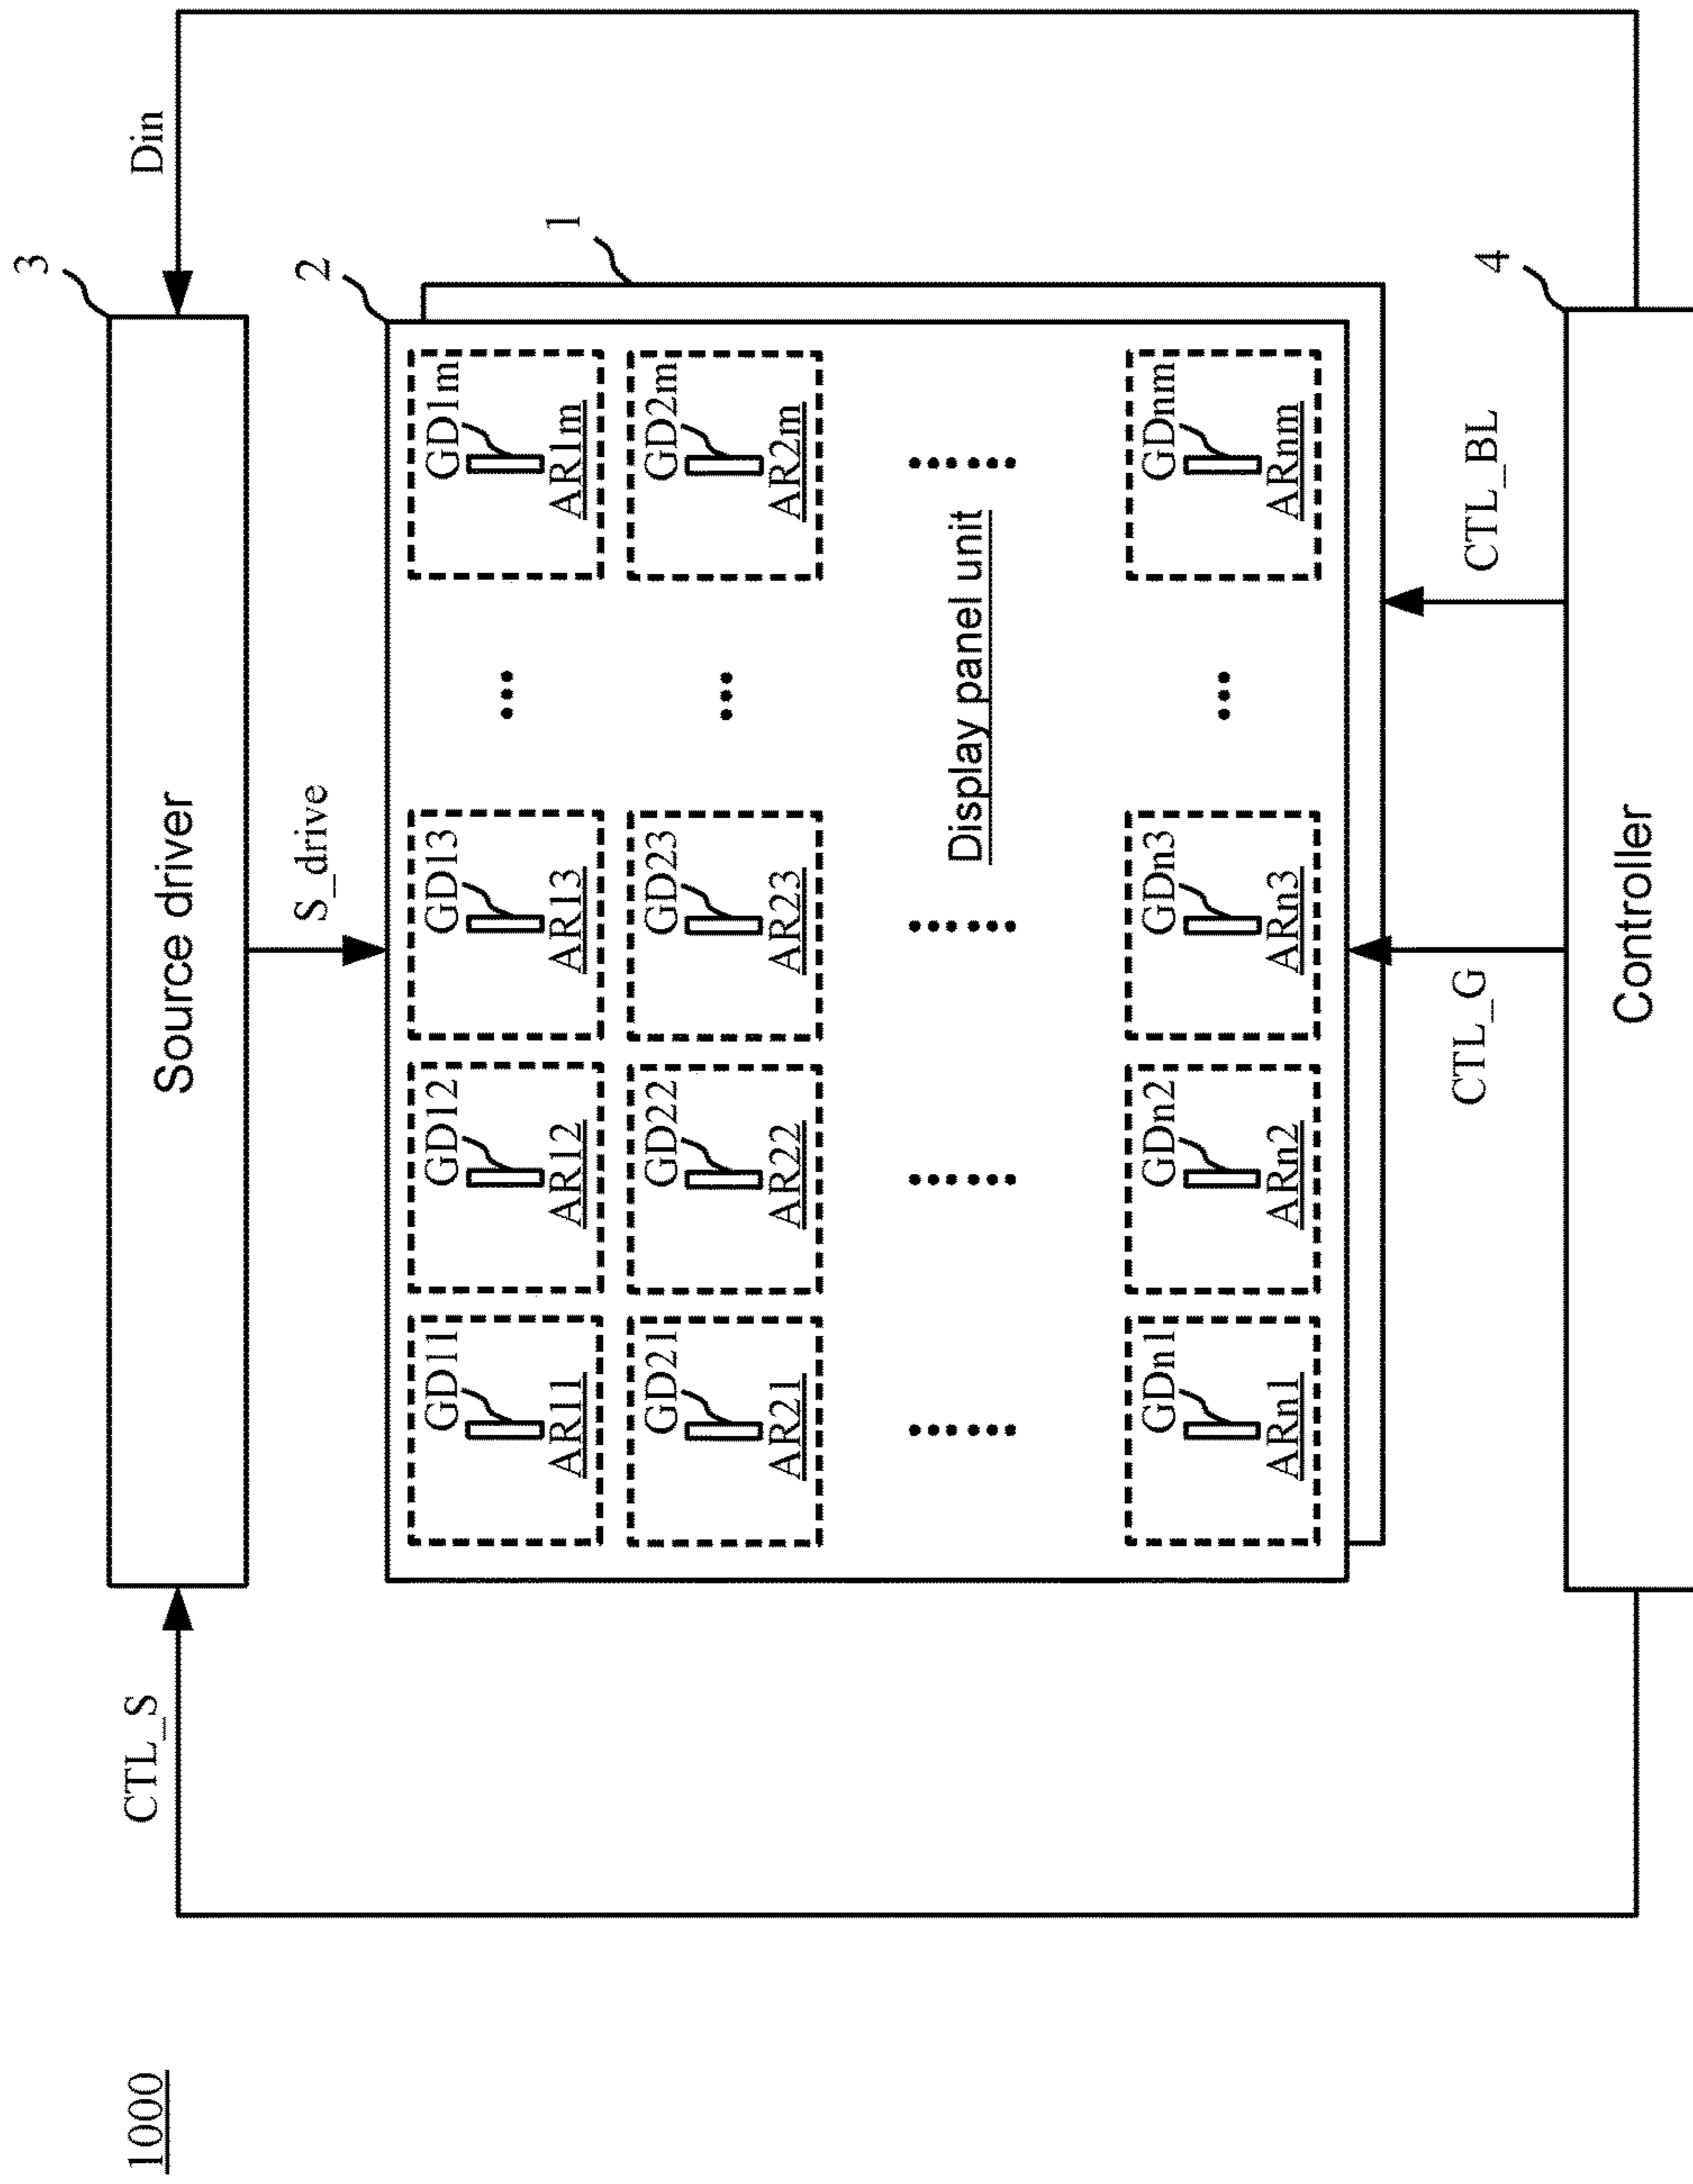 1000
CTL_S
Din
3
Source driver
S_drive
2
1
GD11 GD12 GD13 GD1m
AR11 AR12 AR13 ... AR1m
GD21 GD22 GD23 GD2m
AR21 AR22 AR23 ... AR2m
Display panel unit
GDn1 GDn2 GDn3 GDnm
ARn1 ARn2 ARn3 ... ARnm
CTL_G
CTL_BL
4
Controller